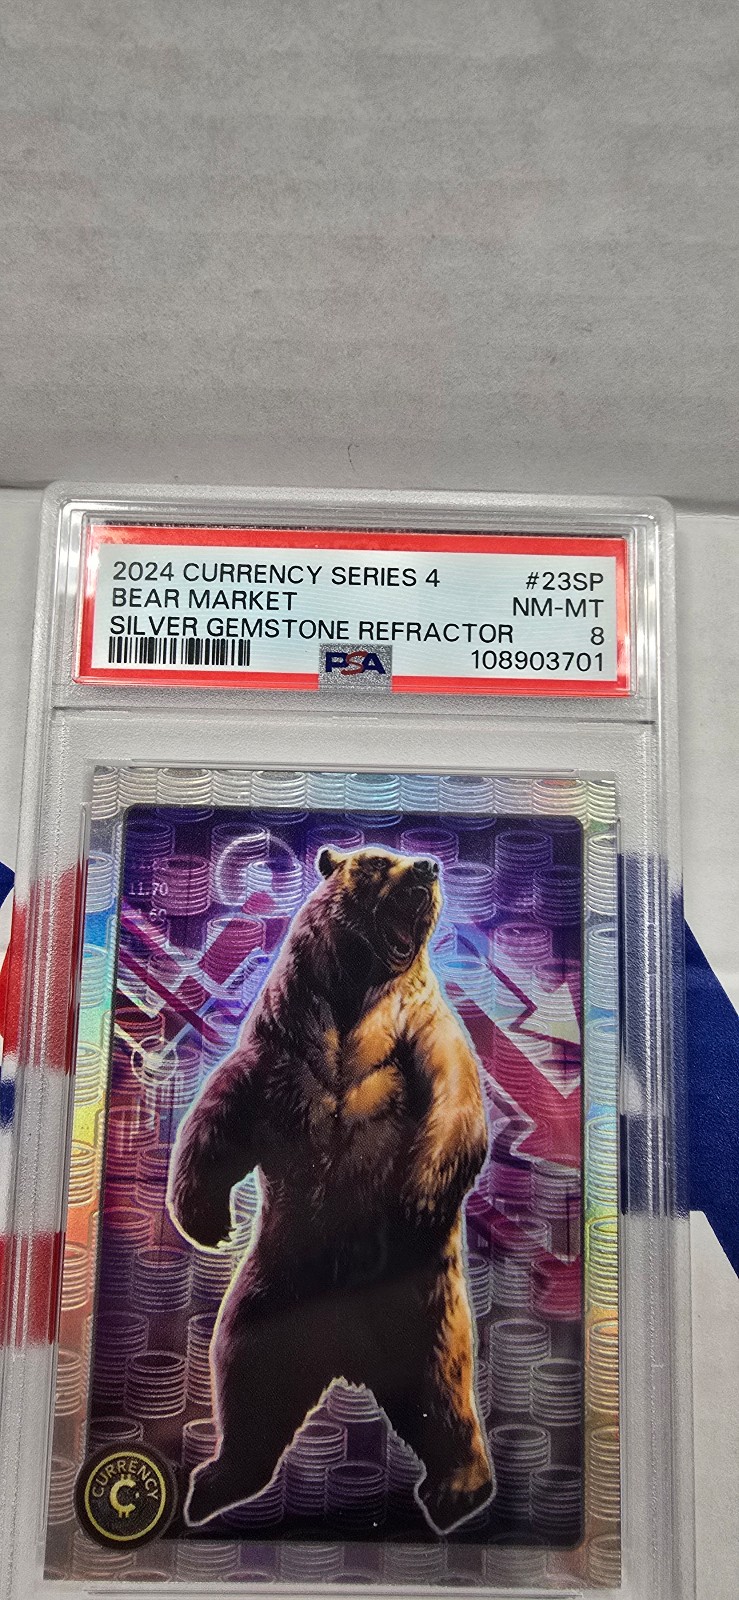 2024 CURRENCY SERIES 4 #23SP
BEAR MARKET NM-MT
SILVER GEMSTONE REFRACTOR 8
PSA 108903701
11.70
CURRENCY